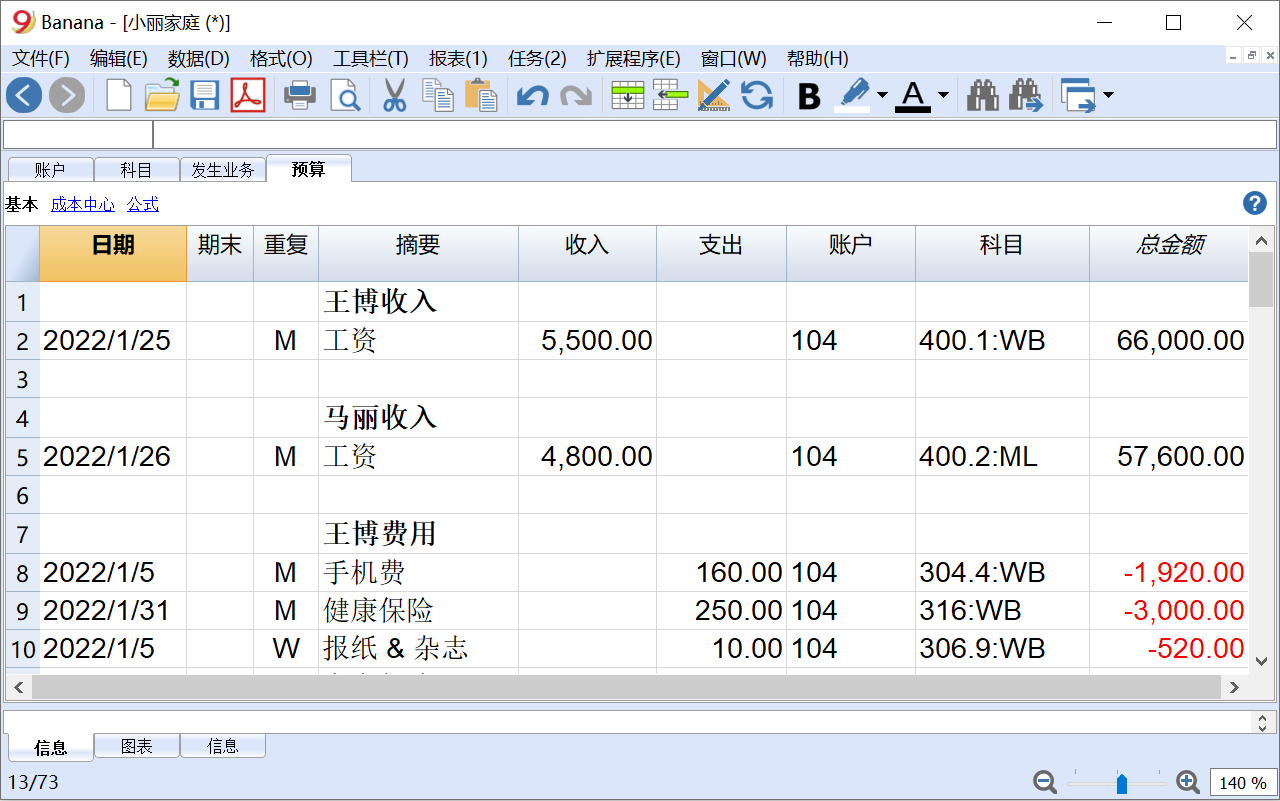 Banana - [小丽家庭 (*)]
文件(F) 编辑(E) 数据(D) 格式(O) 工具栏(T) 报表(1) 任务(2) 扩展程序(E) 窗口(W) 帮助(H)
B A
账户 科目 发生业务 预算
基本 成本中心 公式 ?
日期 期末 重复 摘要 收入 支出 账户 科目 总金额
1 王博收入
2 2022/1/25 M 工资 5,500.00 104 400.1:WB 66,000.00
3
4 马丽收入
5 2022/1/26 M 工资 4,800.00 104 400.2:ML 57,600.00
6
7 王博费用
8 2022/1/5 M 手机费 160.00 104 304.4:WB -1,920.00
9 2022/1/31 M 健康保险 250.00 104 316:WB -3,000.00
10 2022/1/5 W 报纸 & 杂志 10.00 104 306.9:WB -520.00
信息 图表 信息
13/73 140 %